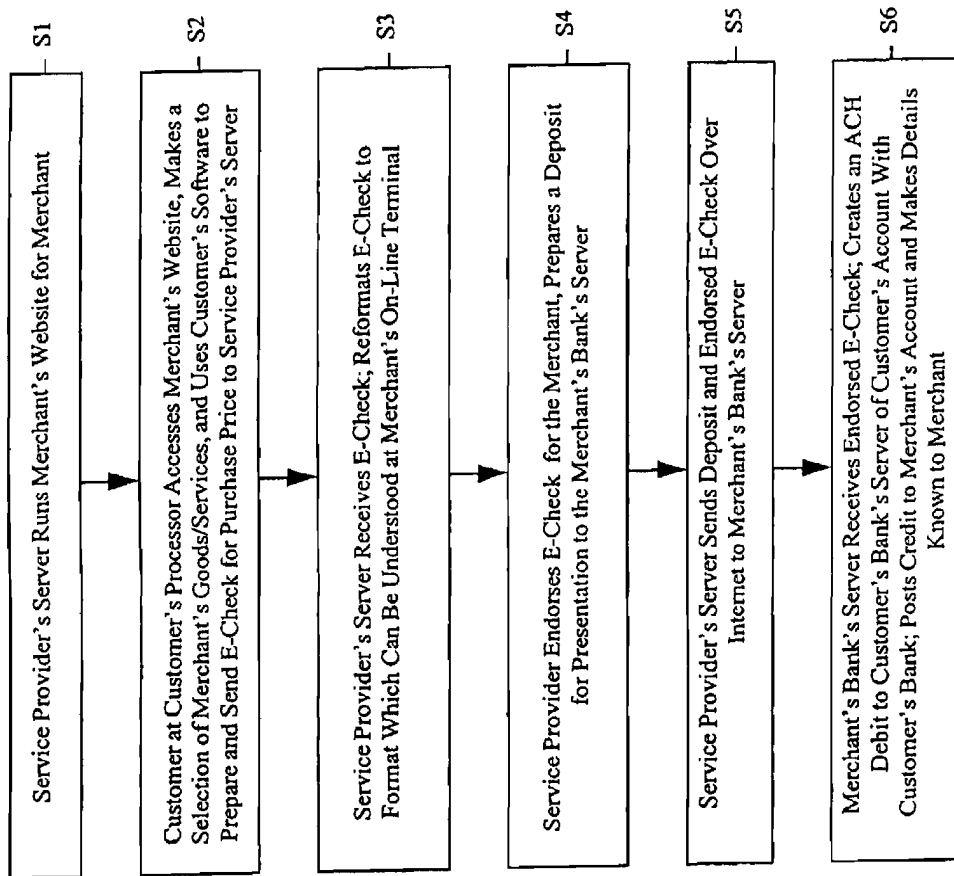 Service Provider's Server Runs Merchant's Website for Merchant
S1
Customer at Customer's Processor Accesses Merchant's Website, Makes a
Selection of Merchant's Goods/Services, and Uses Customer's Software to
Prepare and Send E-Check for Purchase Price to Service Provider's Server
S2
Service Provider's Server Receives E-Check; Reformats E-Check to
Format Which Can Be Understood at Merchant's On-Line Terminal
S3
Service Provider Endorses E-Check for the Merchant, Prepares a Deposit
for Presentation to the Merchant's Bank's Server
S4
Service Provider's Server Sends Deposit and Endorsed E-Check Over
Internet to Merchant's Bank's Server
S5
Merchant's Bank's Server Receives Endorsed E-Check; Creates an ACH
Debit to Customer's Bank's Server of Customer's Account With
Customer's Bank; Posts Credit to Merchant's Account and Makes Details
Known to Merchant
S6